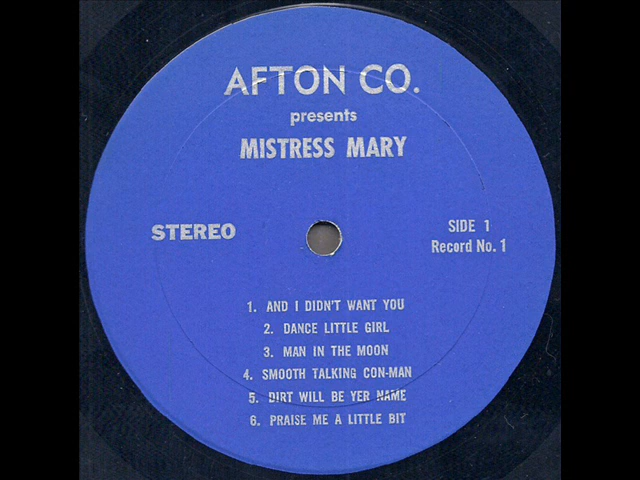 AFTON CO.
presents
MISTRESS MARY
STEREO
SIDE 1
Record No. 1
1. AND I DIDN'T WANT YOU
2. DANCE LITTLE GIRL
3. MAN IN THE MOON
4. SMOOTH TALKING CON-MAN
5. DIRT WILL BE YER NAME
6. PRAISE ME A LITTLE BIT